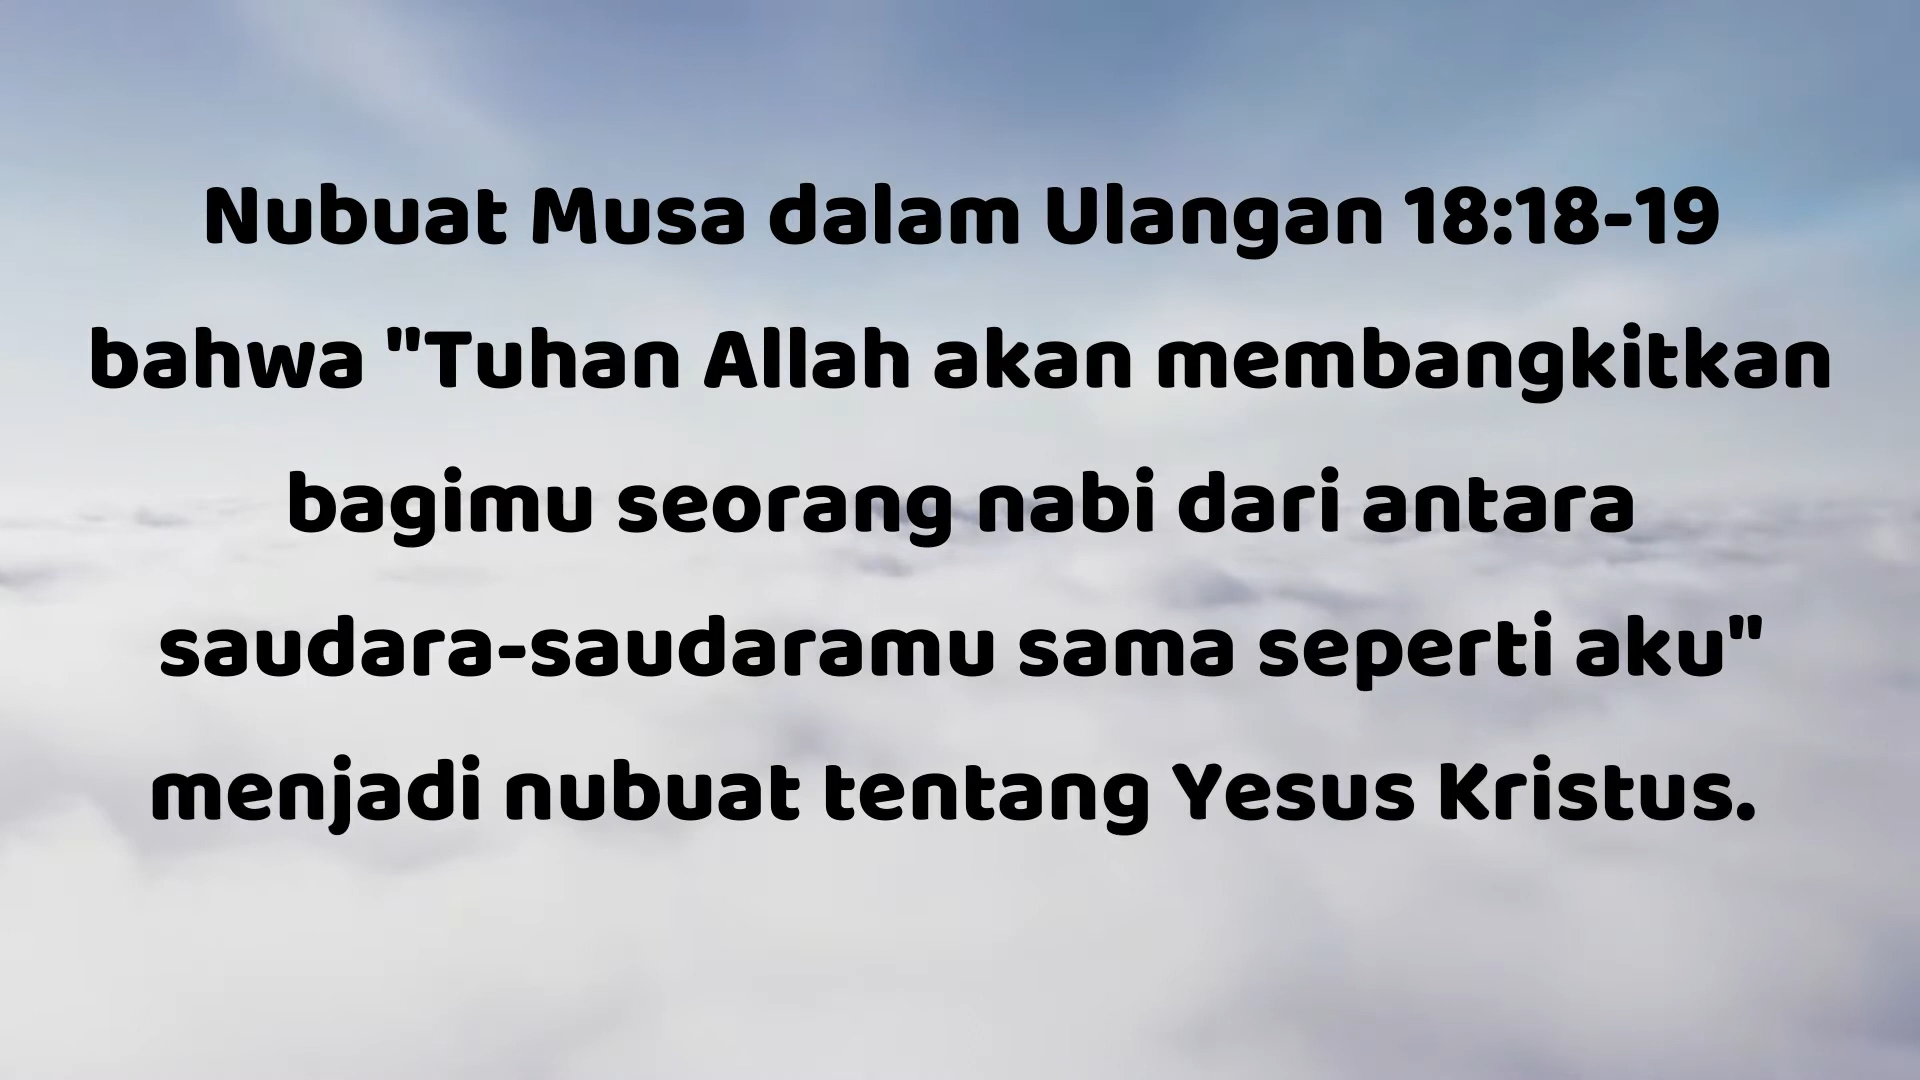 Nubuat Musa dalam Ulangan 18:18-19
bahwa "Tuhan Allah akan membangkitkan
bagimu seorang nabi dari antara
saudara-saudaramu sama seperti aku"
menjadi nubuat tentang Yesus Kristus.